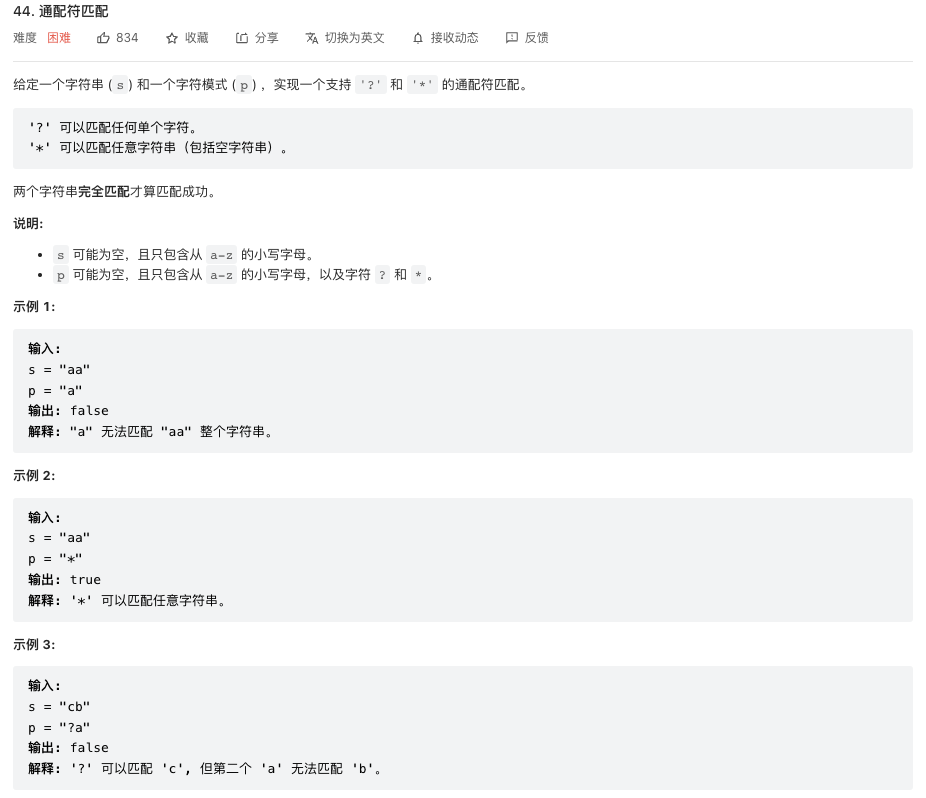 44. 通配符匹配
难度 困难 834 收藏 分享 切换为英文 接收动态 反馈
给定一个字符串 (s) 和一个字符模式 (p) ，实现一个支持 '?' 和 '*' 的通配符匹配。
'?' 可以匹配任何单个字符。
'*' 可以匹配任意字符串（包括空字符串）。
两个字符串完全匹配才算匹配成功。
说明:
• s 可能为空，且只包含从 a-z 的小写字母。
• p 可能为空，且只包含从 a-z 的小写字母，以及字符 ? 和 *。
示例 1:
输入:
s = "aa"
p = "a"
输出: false
解释: "a" 无法匹配 "aa" 整个字符串。
示例 2:
输入:
s = "aa"
p = "*"
输出: true
解释: '*' 可以匹配任意字符串。
示例 3:
输入:
s = "cb"
p = "?a"
输出: false
解释: '?' 可以匹配 'c', 但第二个 'a' 无法匹配 'b'。